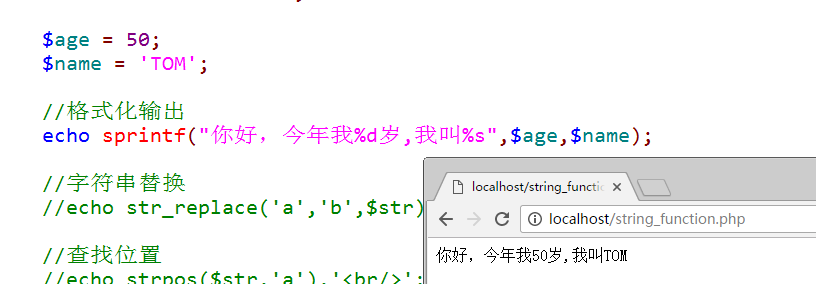 $age = 50;
$name = 'TOM';
//格式化输出
echo sprintf("你好，今年我%d岁,我叫%s",$age,$name);
//字符串替换
//echo str_replace('a','b',$str)
//查找位置
//echo strpos($str,'a').'<br/>';
localhost/string_functio
localhost/string_function.php
你好，今年我50岁,我叫TOM